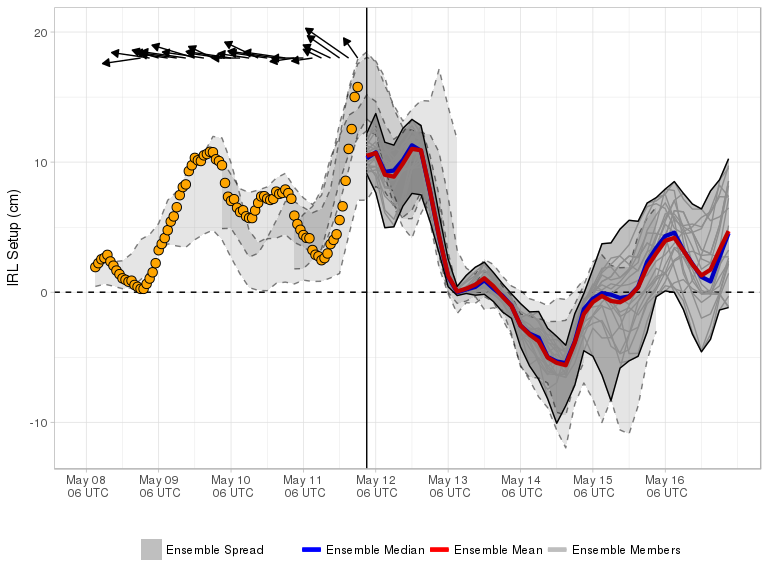 IRL Setup (cm)
20
10
0
-10
May 08
06 UTC
May 09
06 UTC
May 10
06 UTC
May 11
06 UTC
May 12
06 UTC
May 13
06 UTC
May 14
06 UTC
May 15
06 UTC
May 16
06 UTC
Ensemble Spread
Ensemble Median
Ensemble Mean
Ensemble Members